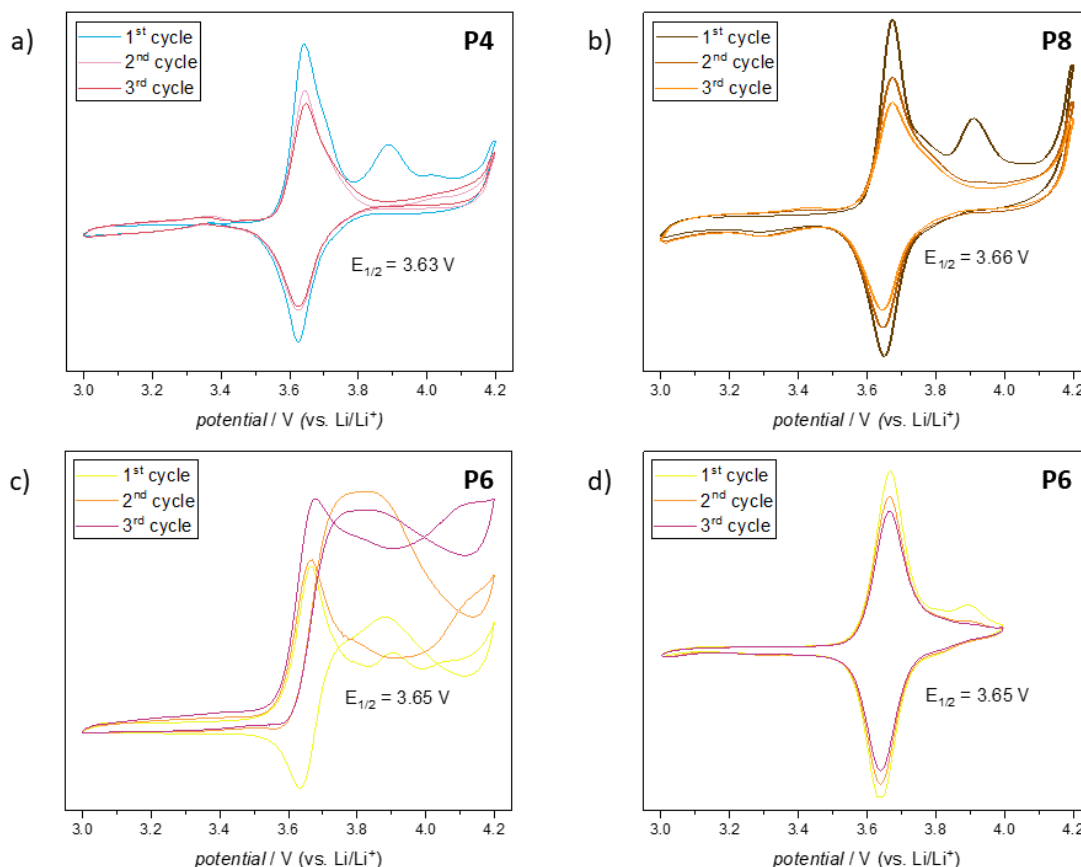 a)
1st cycle
2nd cycle
3rd cycle
P4
E1/2 = 3.63 V
3.0 3.2 3.4 3.6 3.8 4.0 4.2
potential / V (vs. Li/Li+)
b)
1st cycle
2nd cycle
3rd cycle
P8
E1/2 = 3.66 V
3.0 3.2 3.4 3.6 3.8 4.0 4.2
potential / V (vs. Li/Li+)
c)
1st cycle
2nd cycle
3rd cycle
P6
E1/2 = 3.65 V
3.0 3.2 3.4 3.6 3.8 4.0 4.2
potential / V (vs. Li/Li+)
d)
1st cycle
2nd cycle
3rd cycle
P6
E1/2 = 3.65 V
3.0 3.2 3.4 3.6 3.8 4.0 4.2
potential / V (vs. Li/Li+)